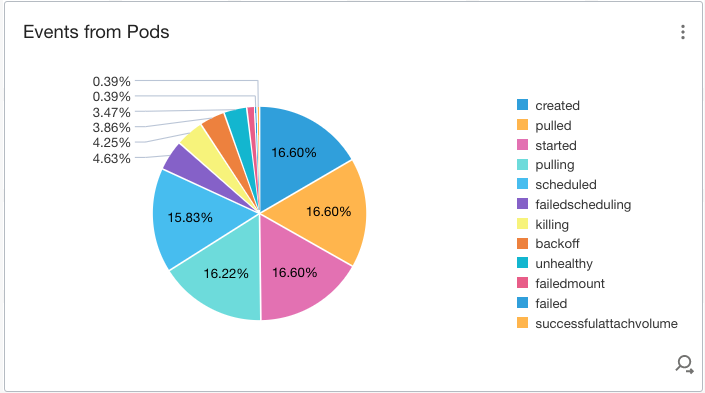 Events from Pods
0.39%
0.39%
3.47%
3.86%
4.25%
4.63%
16.60%
16.60%
15.83%
16.22%
16.60%
created
pulled
started
pulling
scheduled
failedscheduling
killing
backoff
unhealthy
failedmount
failed
successfulattachvolume